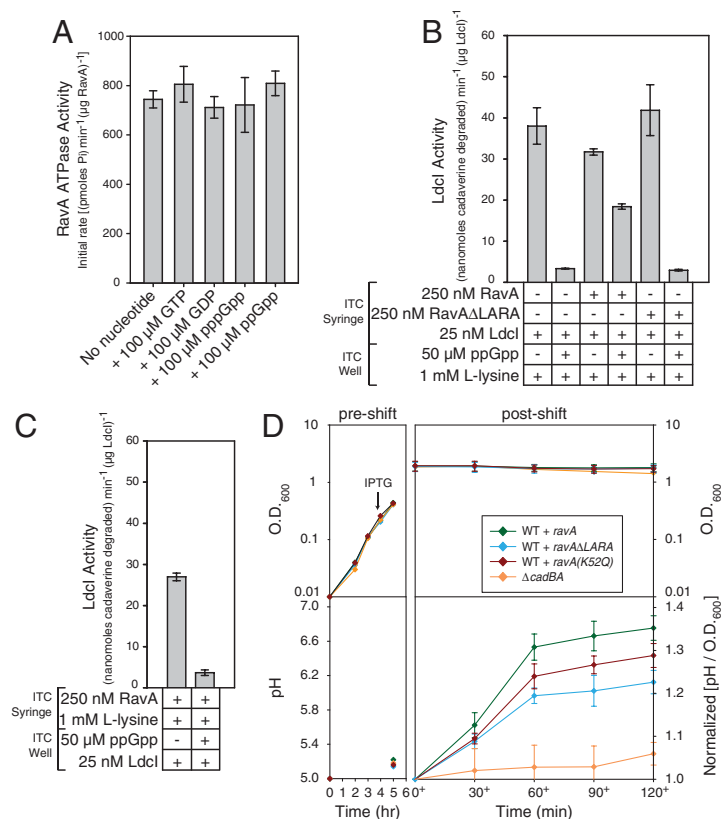 A
RavA ATPase Activity
Initial rate [(pmoles Pi) min⁻¹ (µg RavA)⁻¹]
1000
800
600
400
200
0
No nucleotide
+ 100 µM GTP
+ 100 µM GDP
+ 100 µM pppGpp
+ 100 µM ppGpp
B
LdcI Activity
(nanomoles cadaverine degraded) min⁻¹ (µg LdcI)⁻¹
60
50
40
30
20
10
0
ITC Syringe
250 nM RavA - - + + - -
250 nM RavAΔLARA - - - - + +
25 nM LdcI + + + + + +
ITC Well
50 µM ppGpp - + - + - +
1 mM L-lysine + + + + + +
C
LdcI Activity
(nanomoles cadaverine degraded) min⁻¹ (µg LdcI)⁻¹
60
50
40
30
20
10
0
ITC Syringe
250 nM RavA + +
1 mM L-lysine + +
ITC Well
50 µM ppGpp - +
25 nM LdcI + +
D
pre-shift
post-shift
O.D.600
10
1
0.1
0.01
IPTG
10
1
0.1
0.01
O.D.600
WT + ravA
WT + ravAΔLARA
WT + ravA(K52Q)
ΔcadBA
pH
7.0
6.6
6.2
5.8
5.4
5.0
0 1 2 3 4 5 6
Time (hr)
0⁺ 30⁺ 60⁺ 90⁺ 120⁺
Time (min)
1.4
1.3
1.2
1.1
1.0
Normalized [pH / O.D.600]